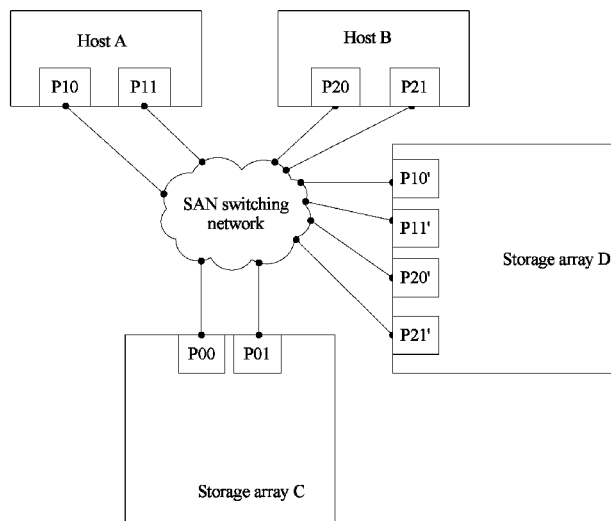 Host A
P10
P11
Host B
P20
P21
SAN switching
network
P10'
P11'
P20'
P21'
Storage array D
P00
P01
Storage array C